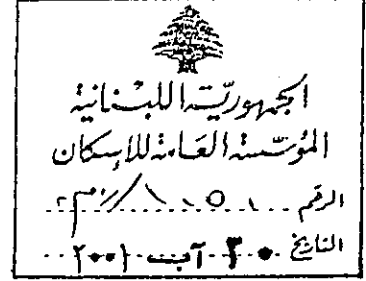 الجمهورية اللبنانية
المؤسسة العامة للإسكان
الرقم
التاريخ ٣٠ آب ٢٠٠١